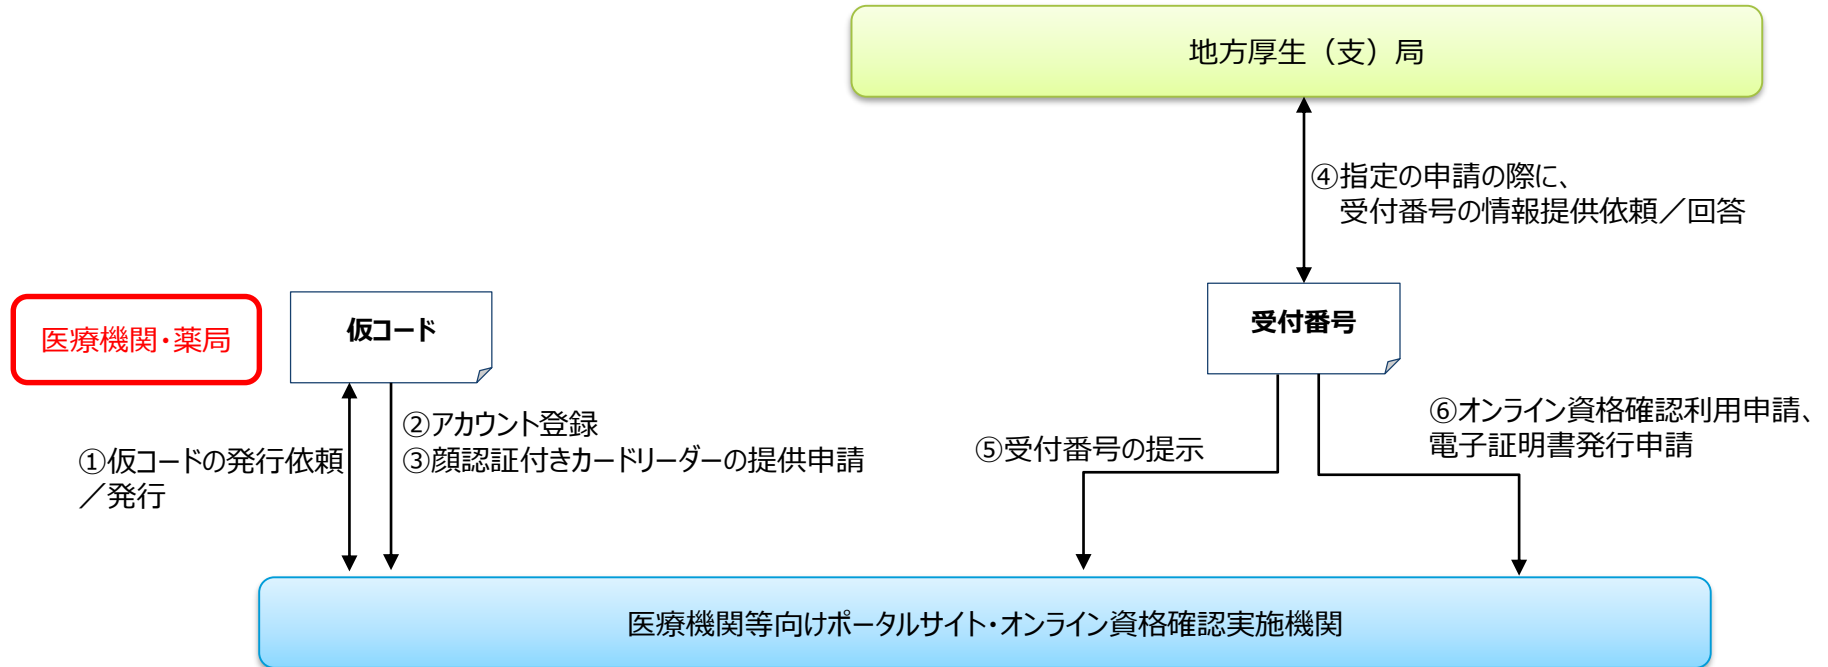 地方厚生（支）局
④指定の申請の際に、
受付番号の情報提供依頼／回答
医療機関・薬局
仮コード
受付番号
①仮コードの発行依頼
／発行
②アカウント登録
③顔認証付きカードリーダーの提供申請
⑤受付番号の提示
⑥オンライン資格確認利用申請、
電子証明書発行申請
医療機関等向けポータルサイト・オンライン資格確認実施機関